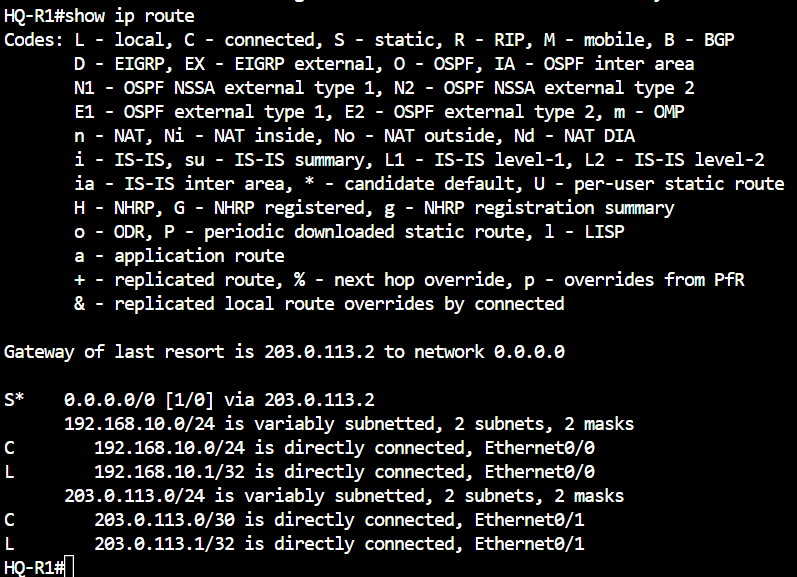 HQ-R1#show ip route
Codes: L - local, C - connected, S - static, R - RIP, M - mobile, B - BGP
       D - EIGRP, EX - EIGRP external, O - OSPF, IA - OSPF inter area
       N1 - OSPF NSSA external type 1, N2 - OSPF NSSA external type 2
       E1 - OSPF external type 1, E2 - OSPF external type 2, m - OMP
       n - NAT, Ni - NAT inside, No - NAT outside, Nd - NAT DIA
       i - IS-IS, su - IS-IS summary, L1 - IS-IS level-1, L2 - IS-IS level-2
       ia - IS-IS inter area, * - candidate default, U - per-user static route
       H - NHRP, G - NHRP registered, g - NHRP registration summary
       o - ODR, P - periodic downloaded static route, l - LISP
       a - application route
       + - replicated route, % - next hop override, p - overrides from PfR
       & - replicated local route overrides by connected

Gateway of last resort is 203.0.113.2 to network 0.0.0.0

S*    0.0.0.0/0 [1/0] via 203.0.113.2
      192.168.10.0/24 is variably subnetted, 2 subnets, 2 masks
C        192.168.10.0/24 is directly connected, Ethernet0/0
L        192.168.10.1/32 is directly connected, Ethernet0/0
      203.0.113.0/24 is variably subnetted, 2 subnets, 2 masks
C        203.0.113.0/30 is directly connected, Ethernet0/1
L        203.0.113.1/32 is directly connected, Ethernet0/1
HQ-R1#